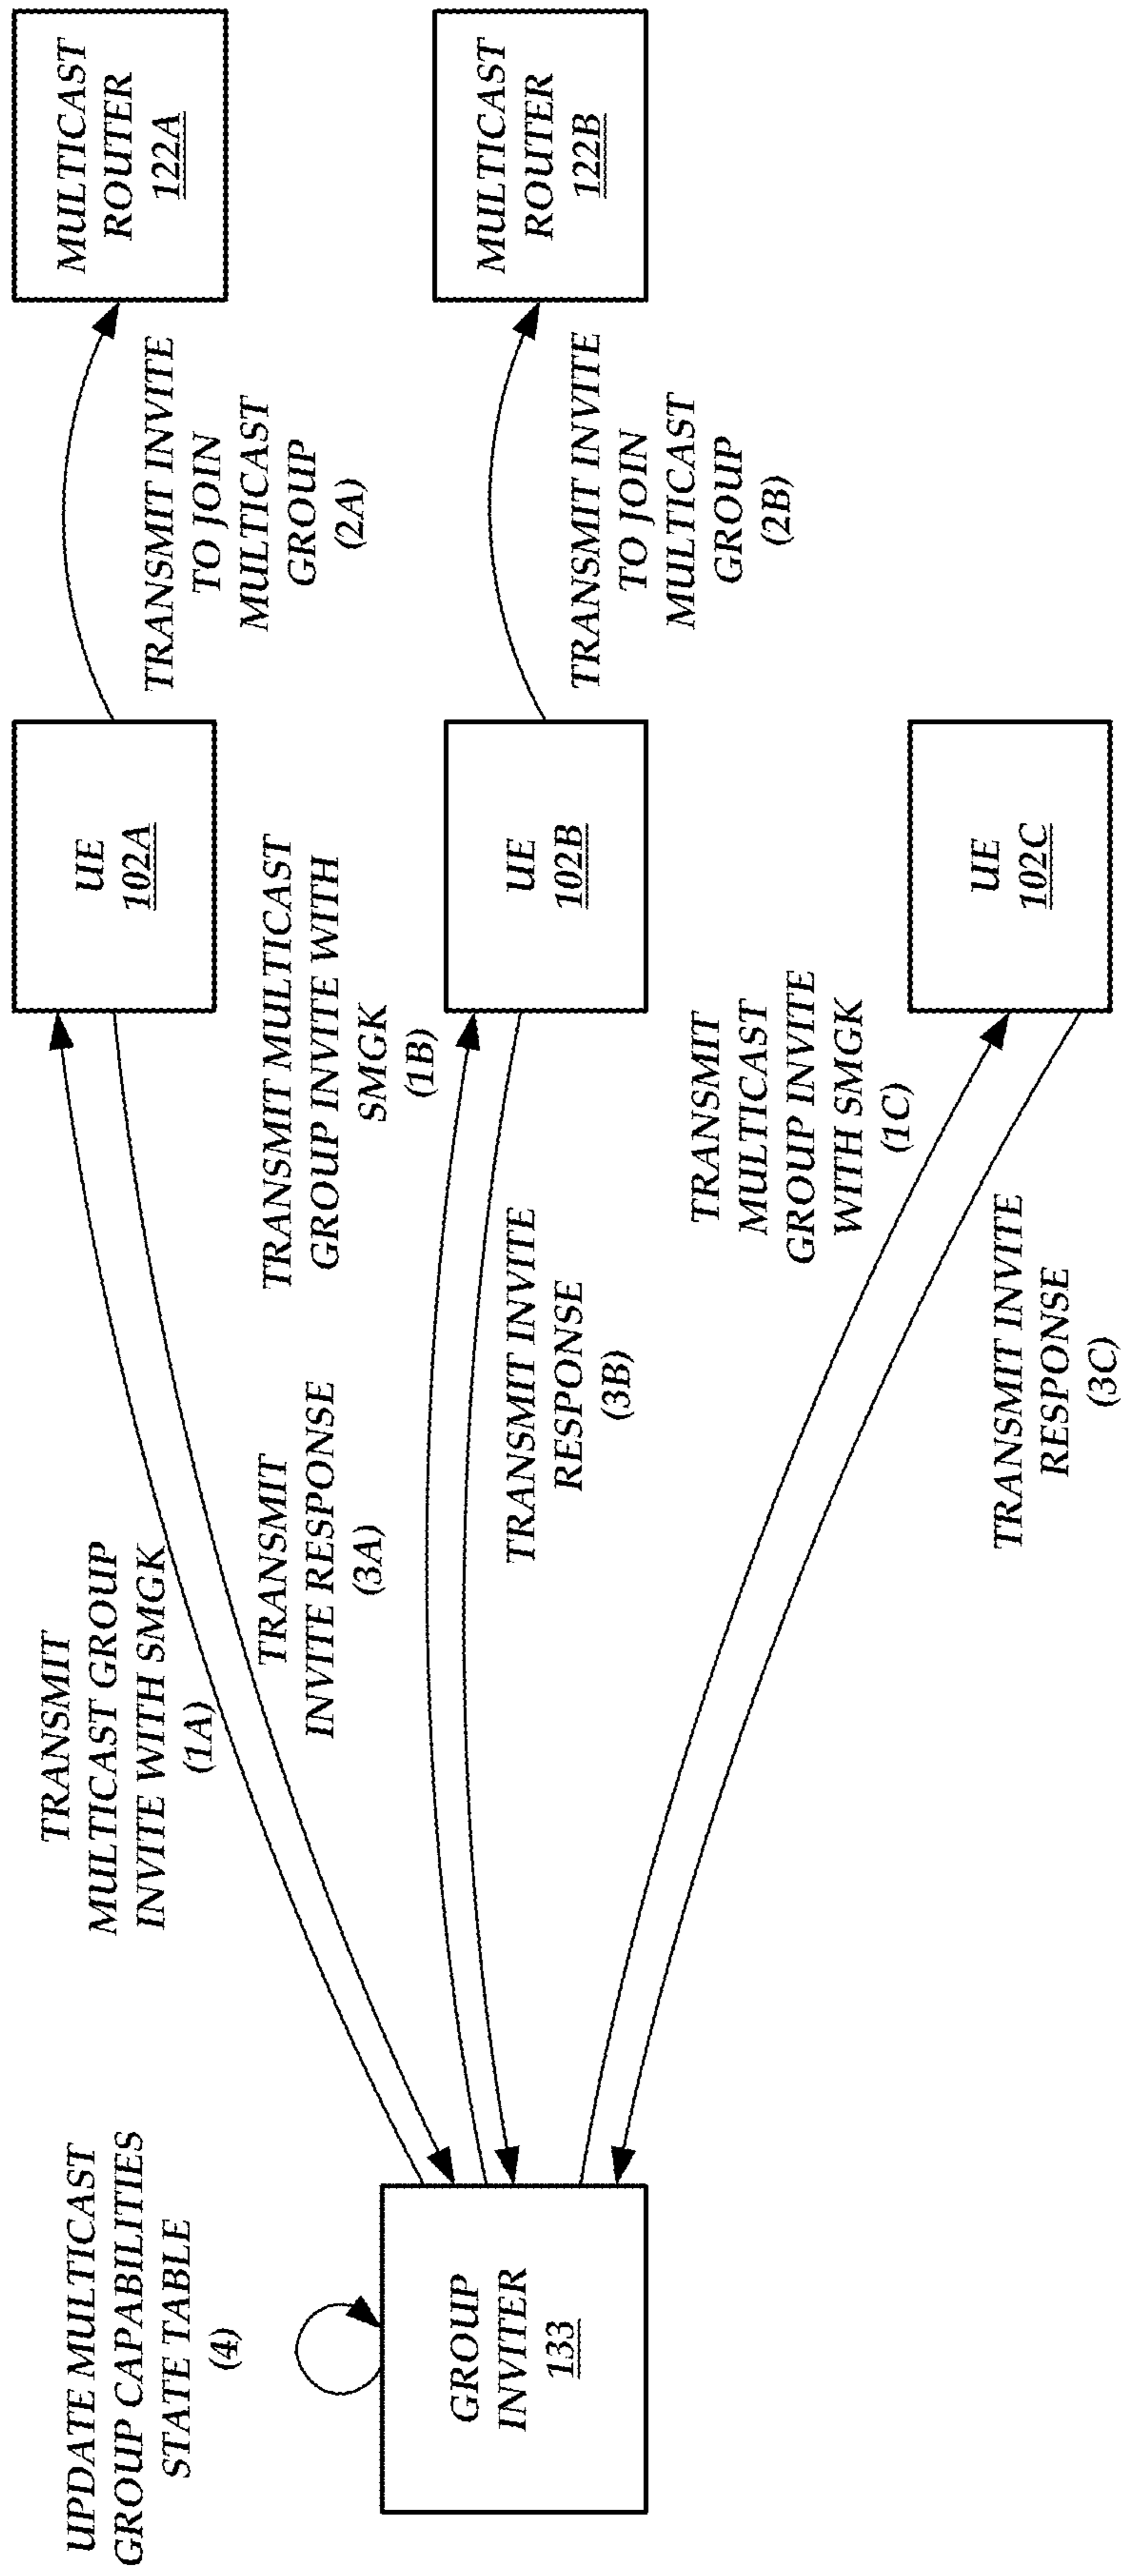 UPDATE MULTICAST
GROUP CAPABILITIES
STATE TABLE
(4)
GROUP
INVITER
133
TRANSMIT
MULTICAST GROUP
INVITE WITH SMGK
(1A)
TRANSMIT
INVITE RESPONSE
(3A)
TRANSMIT MULTICAST
GROUP INVITE WITH
SMGK
(1B)
TRANSMIT INVITE
RESPONSE
(3B)
TRANSMIT
MULTICAST
GROUP INVITE
WITH SMGK
(1C)
TRANSMIT INVITE
RESPONSE
(3C)
UE
102A
UE
102B
UE
102C
TRANSMIT INVITE
TO JOIN
MULTICAST
GROUP
(2A)
TRANSMIT INVITE
TO JOIN
MULTICAST
GROUP
(2B)
MULTICAST
ROUTER
122A
MULTICAST
ROUTER
122B